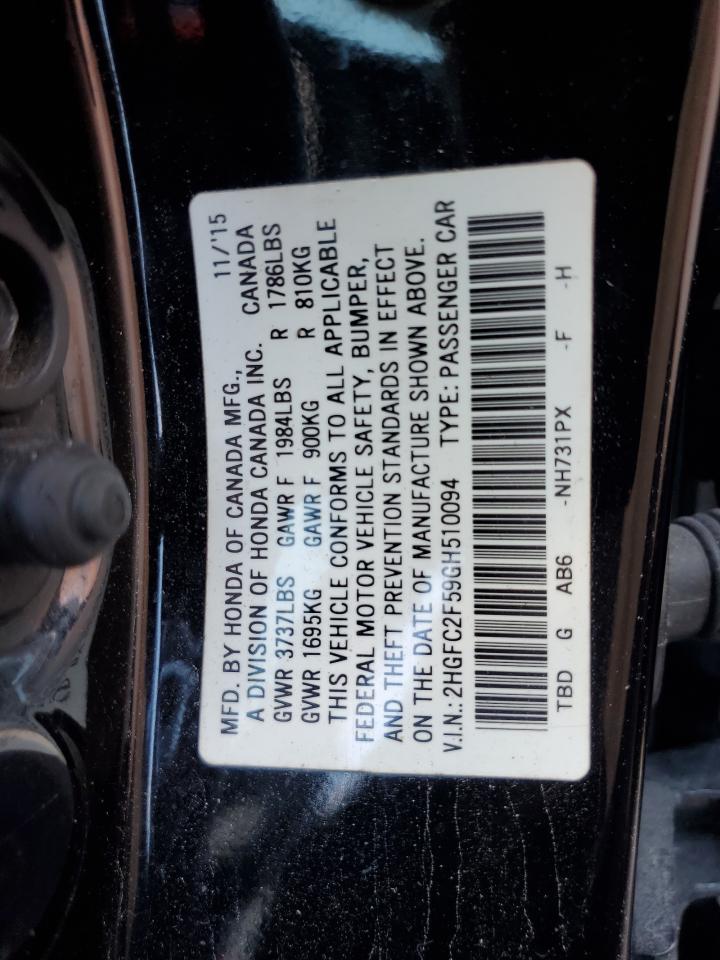 MFD. BY HONDA OF CANADA MFG., 11/'15
A DIVISION OF HONDA CANADA INC. CANADA
GVWR 3737LBS GAWR F 1984LBS R 1786LBS
GVWR 1695KG GAWR F 900KG R 810KG
THIS VEHICLE CONFORMS TO ALL APPLICABLE
FEDERAL MOTOR VEHICLE SAFETY, BUMPER,
AND THEFT PREVENTION STANDARDS IN EFFECT
ON THE DATE OF MANUFACTURE SHOWN ABOVE.
V.I.N.: 2HGFC2F59GH510094 TYPE: PASSENGER CAR
TBD G AB6 -NH731PX -F -H